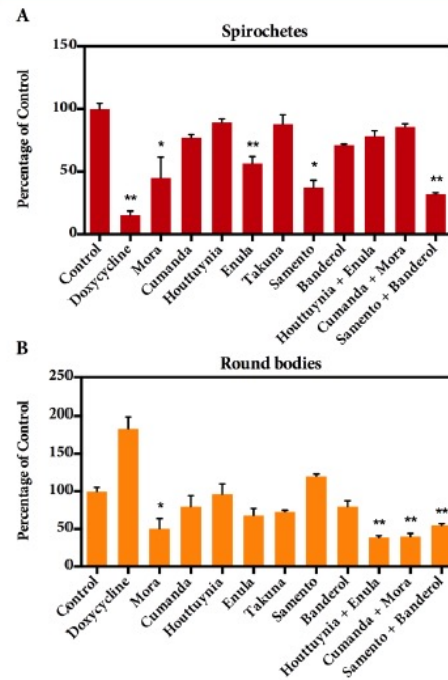 A
Spirochetes
Percentage of Control
150
100
50
0
** * ** * **
Control
Doxycycline
Mora
Cumanda
Houttuynia
Enula
Takuna
Samento
Banderol
Houttuynia + Enula
Cumanda + Mora
Samento + Banderol
B
Round bodies
Percentage of Control
250
200
150
100
50
0
* ** ** **
Control
Doxycycline
Mora
Cumanda
Houttuynia
Enula
Takuna
Samento
Banderol
Houttuynia + Enula
Cumanda + Mora
Samento + Banderol